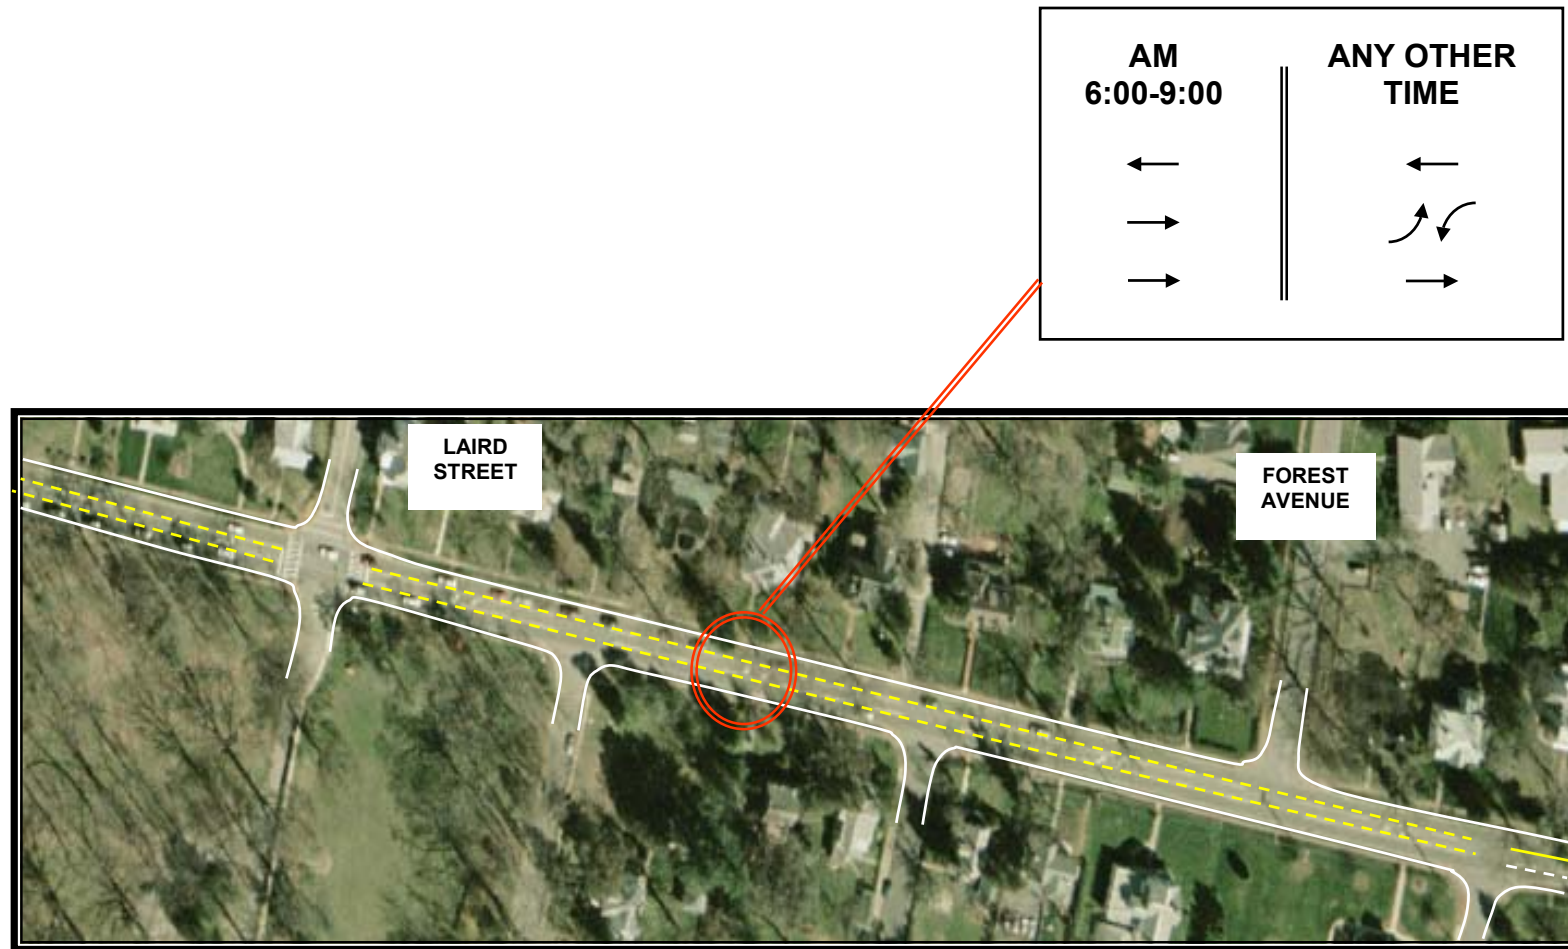 AM
6:00-9:00
ANY OTHER
TIME
LAIRD
STREET
FOREST
AVENUE